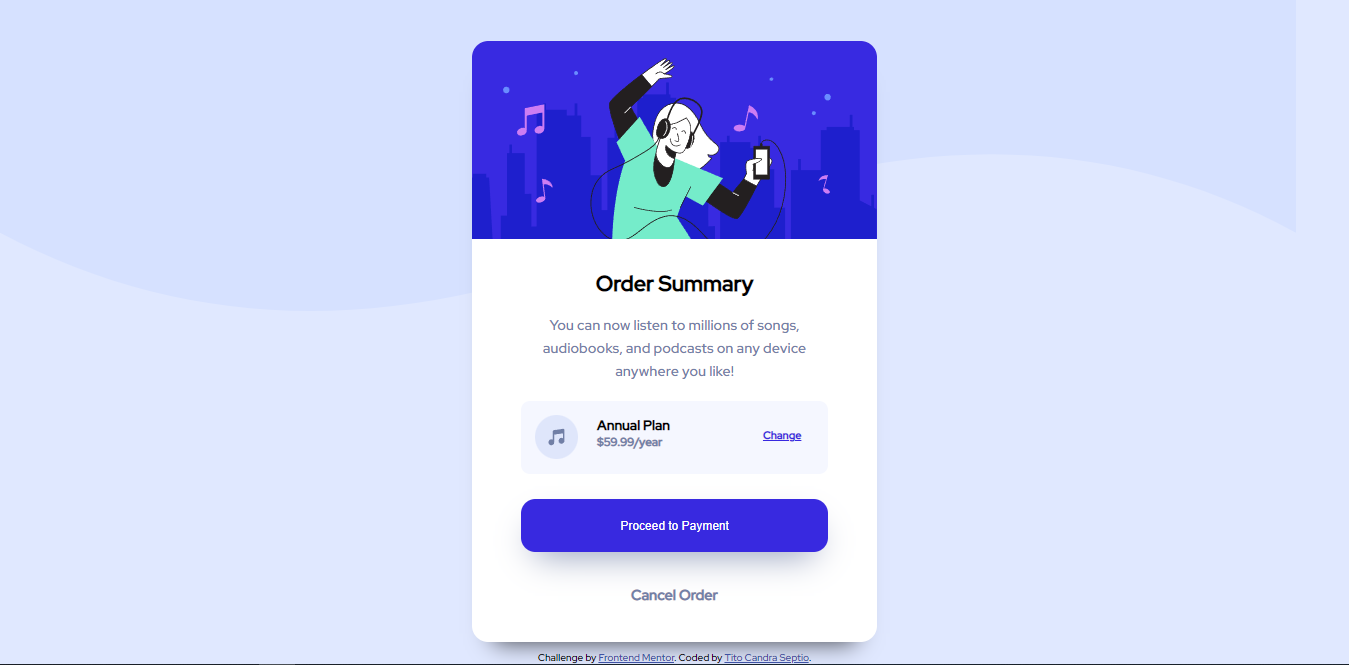 Order Summary
You can now listen to millions of songs,
audiobooks, and podcasts on any device
anywhere you like!
Annual Plan
$59.99/year
Change
Proceed to Payment
Cancel Order
Challenge by Frontend Mentor. Coded by Tito Candra Septio.